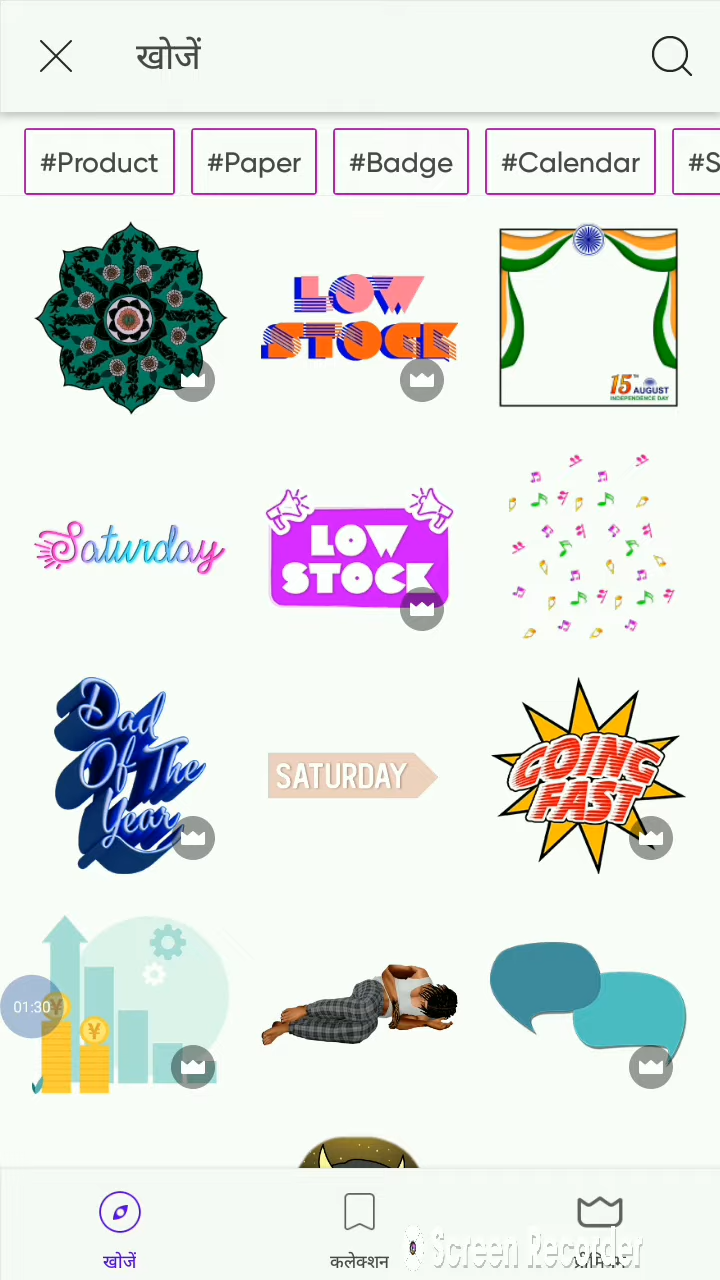 खोजें
#Product #Paper #Badge #Calendar #S
LOW
STOCK
15TH AUGUST
INDEPENDENCE DAY
Saturday
LOW
STOCK
Dad
Of The
Year
SATURDAY
GOING
FAST
01:30
खोजें कलेक्शन
Screen Recorder